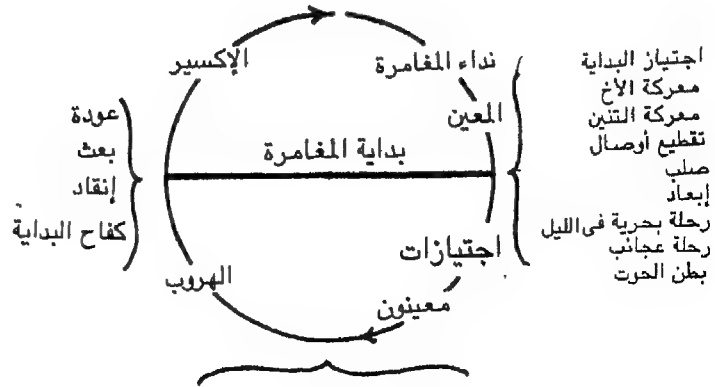 نداء المغامرة
المعين
بداية المغامرة
اجتيازات
معينون
الهروب
الإكسير
اجتياز البداية
معركة الأخ
معركة التنين
تقطيع أوصال
صلب
إبعاد
رحلة بحرية فى الليل
رحلة عجائب
بطن الحوت
عودة
بعث
إنقاد
كفاح البداية